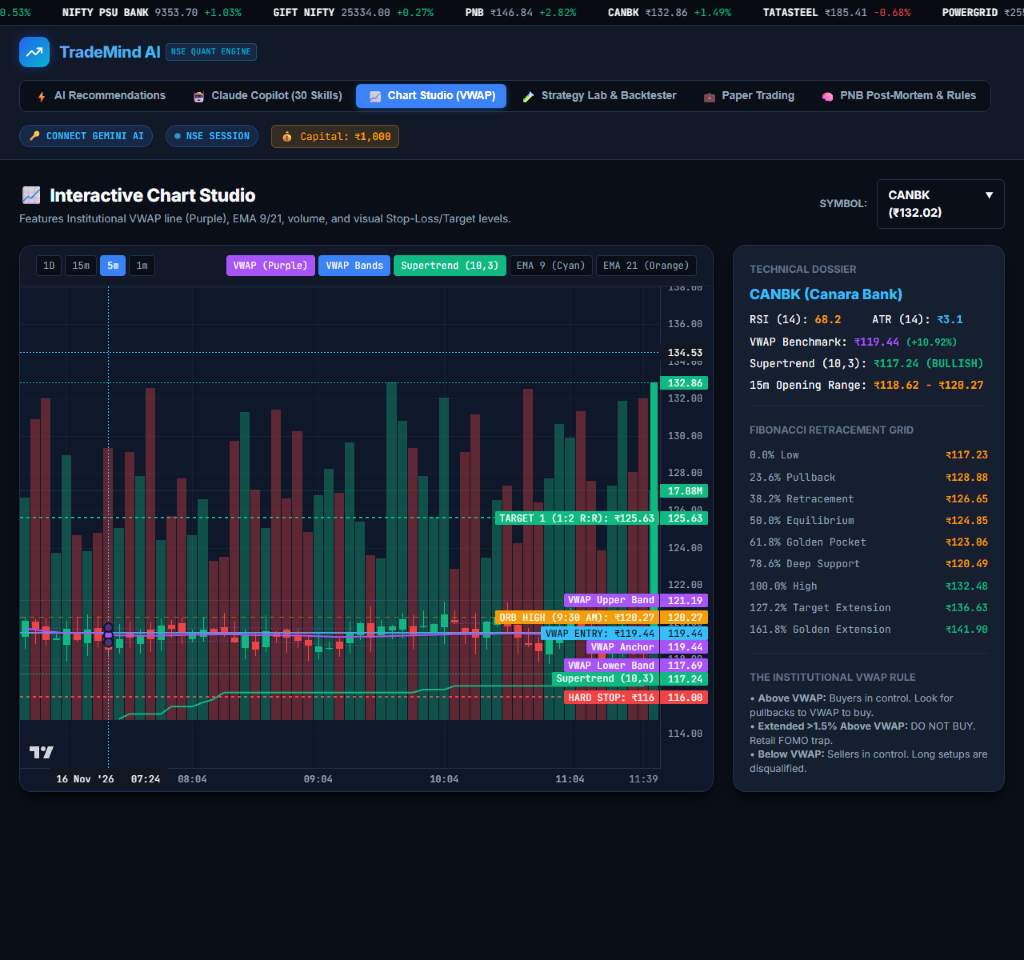 0.53% NIFTY PSU BANK 9353.70 +1.03% GIFT NIFTY 25334.00 +0.27% PNB ₹146.84 +2.82% CANBK ₹132.86 +1.49% TATASTEEL ₹185.41 -0.68% POWERGRID
TradeMind AI NSE QUANT ENGINE
AI Recommendations Claude Copilot (30 Skills) Chart Studio (VWAP) Strategy Lab & Backtester Paper Trading PNB Post-Mortem & Rules
CONNECT GEMINI AI NSE SESSION Capital: ₹1,000
Interactive Chart Studio
Features Institutional VWAP line (Purple), EMA 9/21, volume, and visual Stop-Loss/Target levels.
SYMBOL: CANBK
(₹132.02)
1D 15m 5m 1m VWAP (Purple) VWAP Bands Supertrend (10,3) EMA 9 (Cyan) EMA 21 (Orange)
138.00
136.00
134.53
134.00
132.86
132.00
130.00
128.00
17.08M
126.00
TARGET 1 (1:2 R:R): ₹125.63 125.63
124.00
122.00
VWAP Upper Band 121.19
ORB HIGH (9:30 AM): ₹120.27 120.27
VWAP ENTRY: ₹119.44 119.44
VWAP Anchor 119.44
VWAP Lower Band 117.69
Supertrend (10,3) 117.24
HARD STOP: ₹116 116.00
114.00
16 Nov '26 07:24 08:04 09:04 10:04 11:04 11:39
TECHNICAL DOSSIER
CANBK (Canara Bank)
RSI (14): 68.2 ATR (14): ₹3.1
VWAP Benchmark: ₹119.44 (+10.92%)
Supertrend (10,3): ₹117.24 (BULLISH)
15m Opening Range: ₹118.62 - ₹120.27
FIBONACCI RETRACEMENT GRID
0.0% Low ₹117.23
23.6% Pullback ₹128.88
38.2% Retracement ₹126.65
50.0% Equilibrium ₹124.85
61.8% Golden Pocket ₹123.06
78.6% Deep Support ₹120.49
100.0% High ₹132.48
127.2% Target Extension ₹136.63
161.8% Golden Extension ₹141.90
THE INSTITUTIONAL VWAP RULE
• Above VWAP: Buyers in control. Look for
pullbacks to VWAP to buy.
• Extended >1.5% Above VWAP: DO NOT BUY.
Retail FOMO trap.
• Below VWAP: Sellers in control. Long setups are
disqualified.